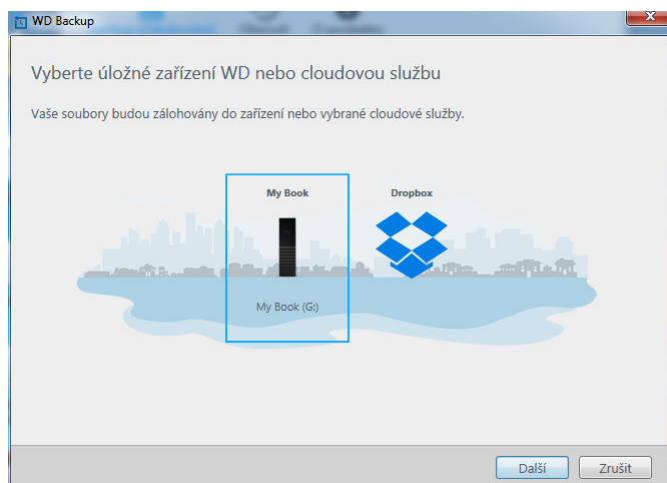 WD Backup
Vyberte úložné zařízení WD nebo cloudovou službu
Vaše soubory budou zálohovány do zařízení nebo vybrané cloudové služby.
My Book
Dropbox
My Book (G:)
Další
Zrušit